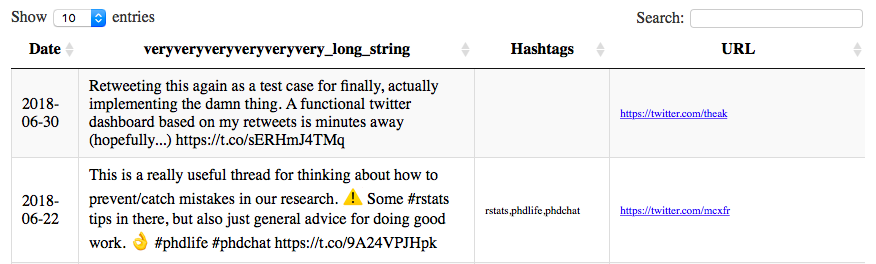 Show 10 entries Search:
Date veryveryveryveryveryvery_long_string Hashtags URL
Retweeting this again as a test case for finally, actually
implementing the damn thing. A functional twitter
2018-
06-30
dashboard based on my retweets is minutes away
(hopefully...) https://t.co/sERHmJ4TMq
https://twitter.com/theak
This is a really useful thread for thinking about how to
prevent/catch mistakes in our research. ⚠️ Some #rstats
2018-
06-22
tips in there, but also just general advice for doing good
work. 👌 #phdlife #phdchat https://t.co/9A24VPJHpk
rstats,phdlife,phdchat
https://twitter.com/mcxfr